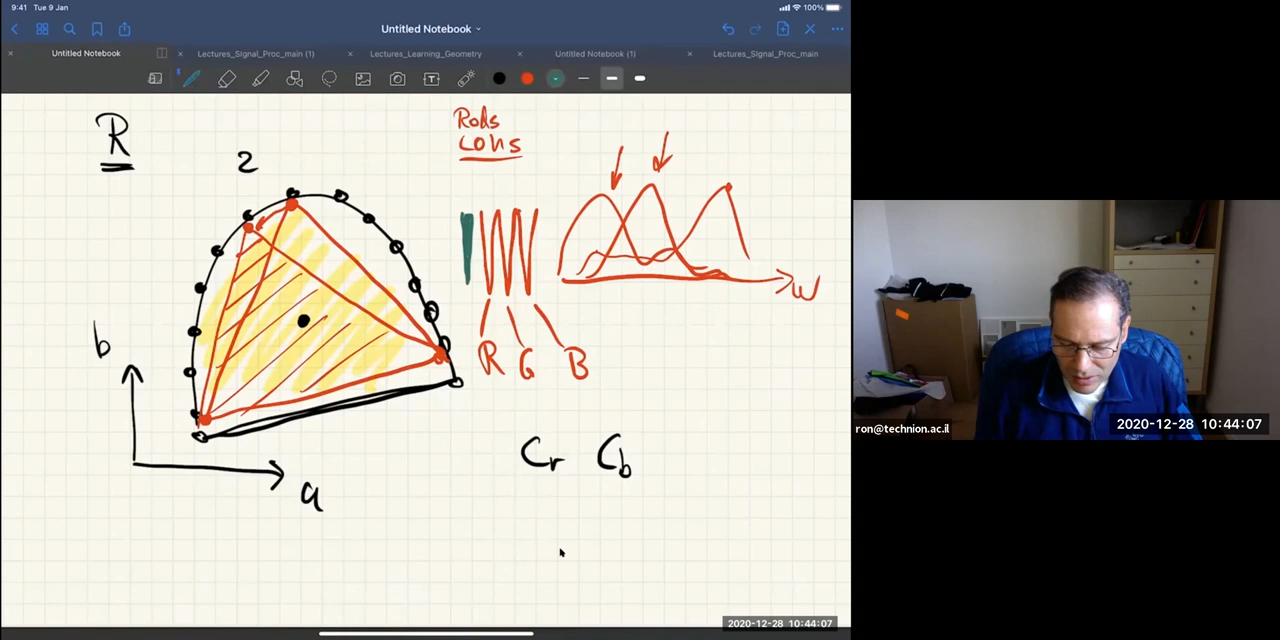 9:41 Tue 9 Jan
100%
Untitled Notebook
Untitled Notebook
Lectures_Signal_Proc_main (1)
Lectures_Learning_Geometry
Untitled Notebook (1)
Lectures_Signal_Proc_main
R
2
Rods
cons
W
R G B
b
a
Cr Cb
ron@technion.ac.il
2020-12-28 10:44:07
2020-12-28 10:44:07